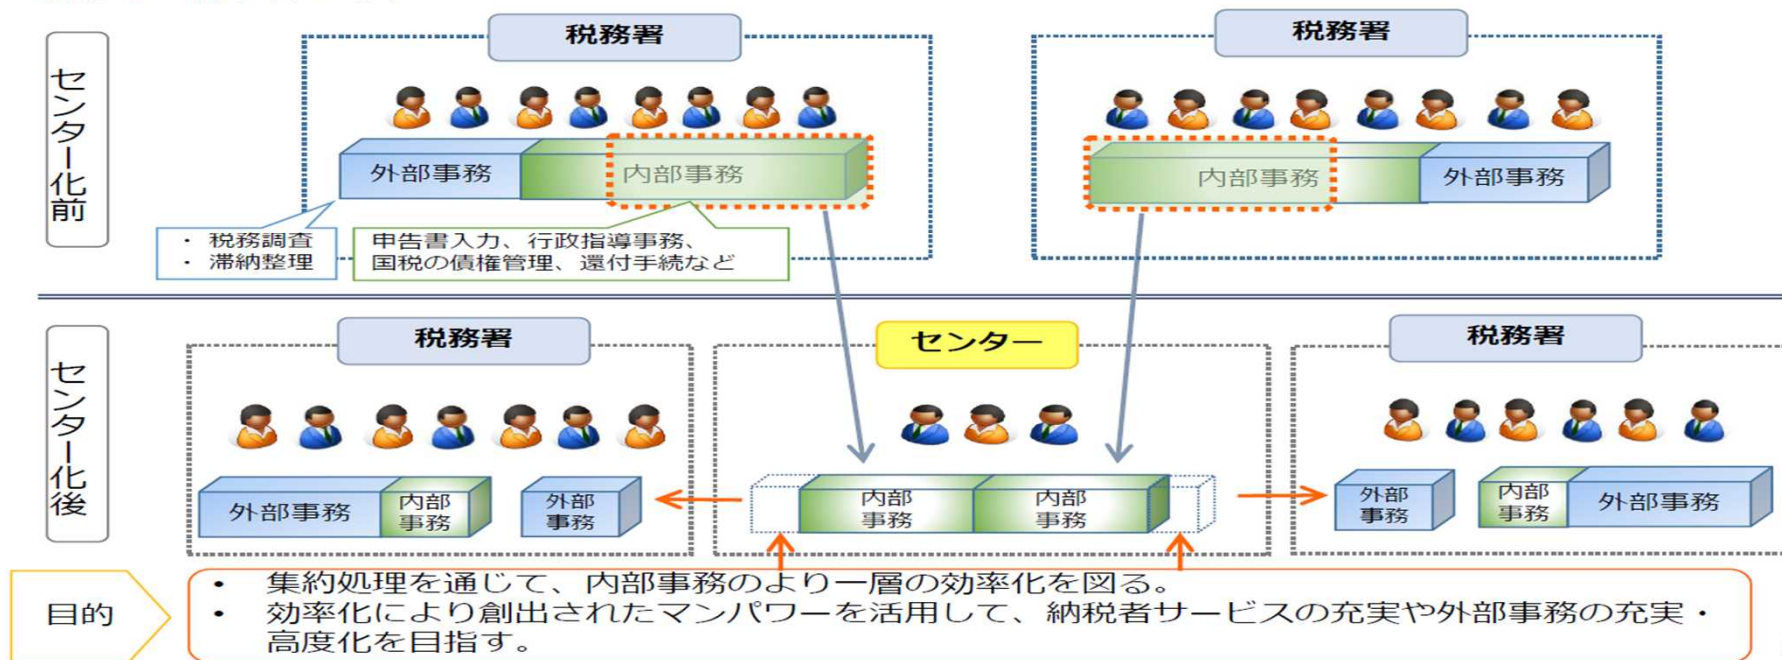 センター化前
税務署
税務署
外部事務
内部事務
内部事務
外部事務
・ 税務調査
・ 滞納整理
申告書入力、行政指導事務、
国税の債権管理、還付手続など
センター化後
税務署
センター
税務署
外部事務
内部
事務
外部
事務
内部
事務
内部
事務
外部
事務
内部
事務
外部事務
目的
・ 集約処理を通じて、内部事務のより一層の効率化を図る。
・ 効率化により創出されたマンパワーを活用して、納税者サービスの充実や外部事務の充実・
高度化を目指す。